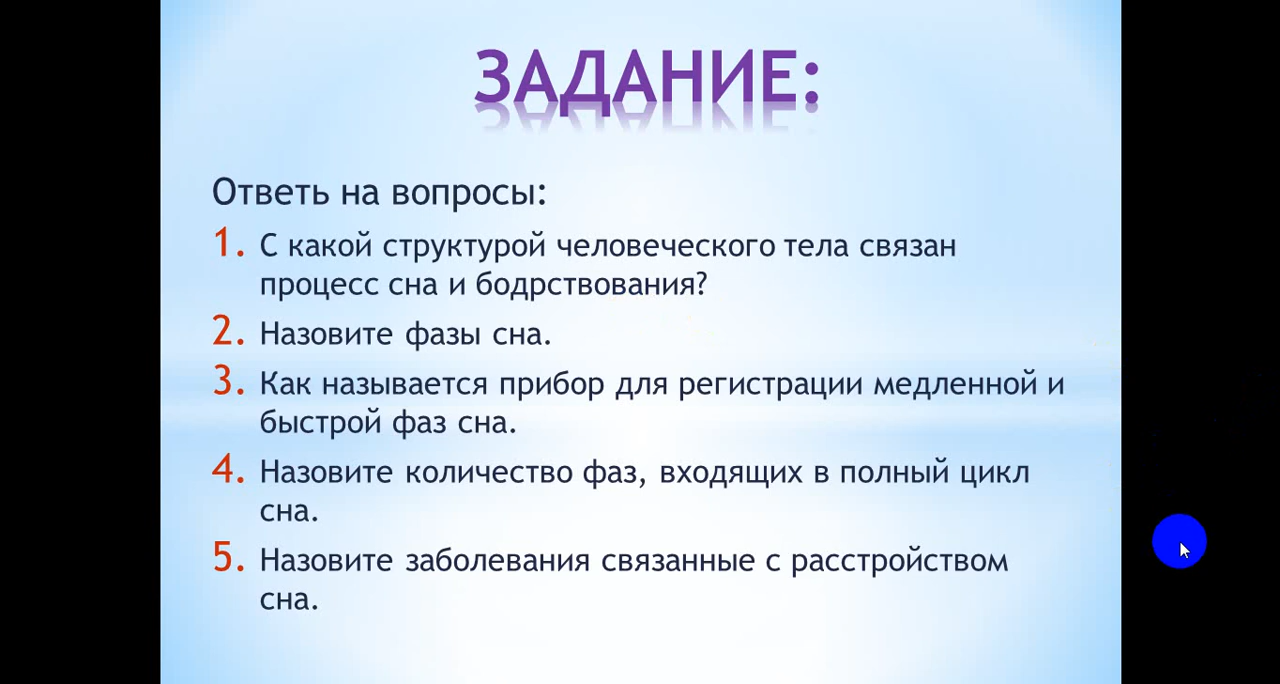 ЗАДАНИЕ:
Ответь на вопросы:
1. С какой структурой человеческого тела связан
процесс сна и бодрствования?
2. Назовите фазы сна.
3. Как называется прибор для регистрации медленной и
быстрой фаз сна.
4. Назовите количество фаз, входящих в полный цикл
сна.
5. Назовите заболевания связанные с расстройством
сна.